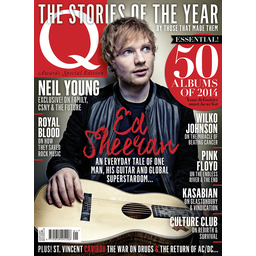 THE STORIES OF THE YEAR
BY THOSE THAT MADE THEM
Q
Awards Special Edition
ESSENTIAL!
50
ALBUMS
OF 2014
NEIL YOUNG
EXCLUSIVE! ON FAMILY,
CSNY & THE FUTURE
ROYAL
BLOOD
ON HOW
THEY SAVED
ROCK MUSIC
Ed
Sheeran
AN EVERYDAY TALE OF ONE
MAN, HIS GUITAR AND GLOBAL
SUPERSTARDOM...
WILKO
JOHNSON
ON THE MIRACLE OF
BEATING CANCER
PINK
FLOYD
ON THE ENDLESS
RIVER & THE END
KASABIAN
ON GLASTONBURY
& VINDICATION
CULTURE CLUB
ON REBIRTH &
SURVIVAL
PLUS! ST. VINCENT CARIBOU THE WAR ON DRUGS & THE RETURN OF AC/DC...